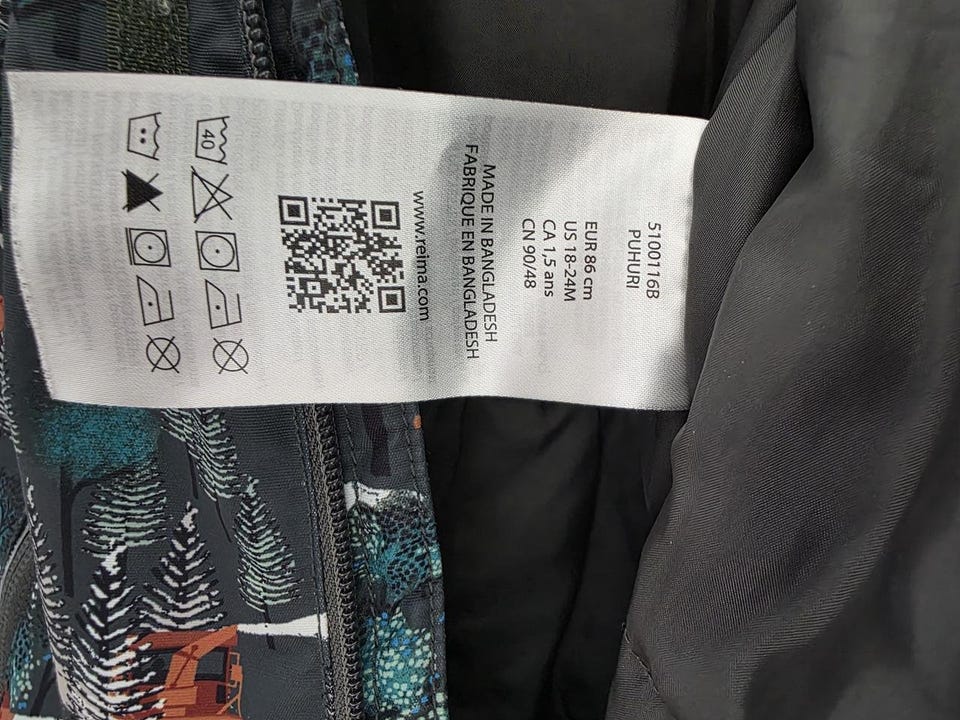 5100116B
PUHURI
EUR 86 cm
US 18-24M
CA 1,5 ans
CN 90/48
MADE IN BANGLADESH
FABRIQUE EN BANGLADESH
www.reima.com
40